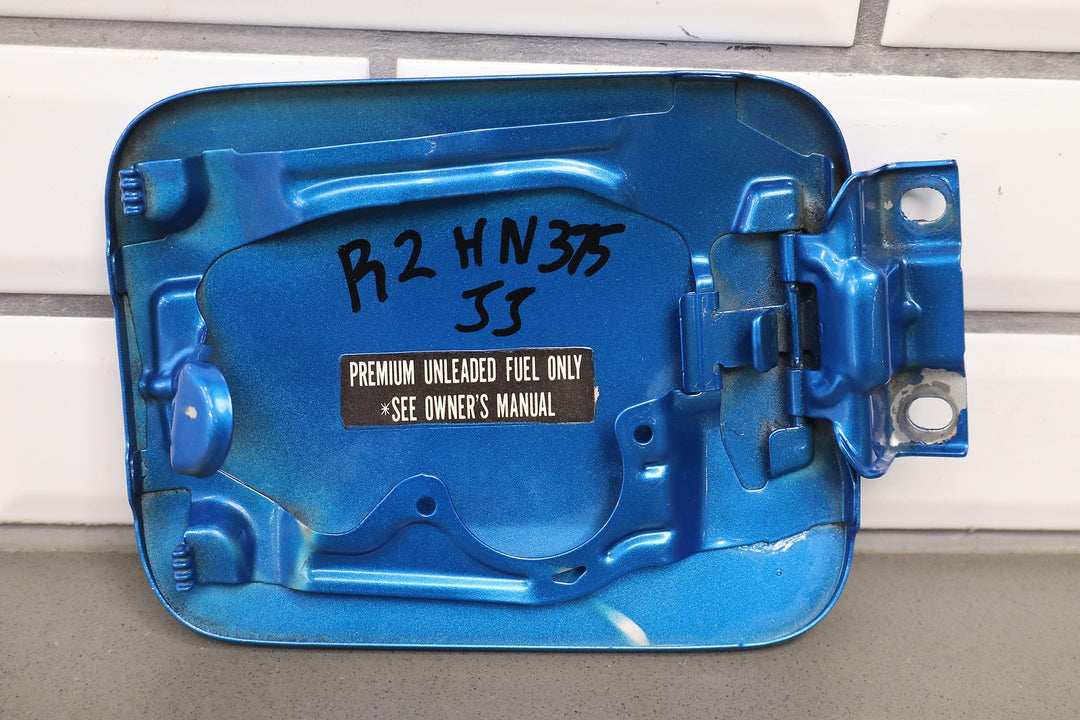 R2 HN375
JJ
PREMIUM UNLEADED FUEL ONLY
*SEE OWNER'S MANUAL